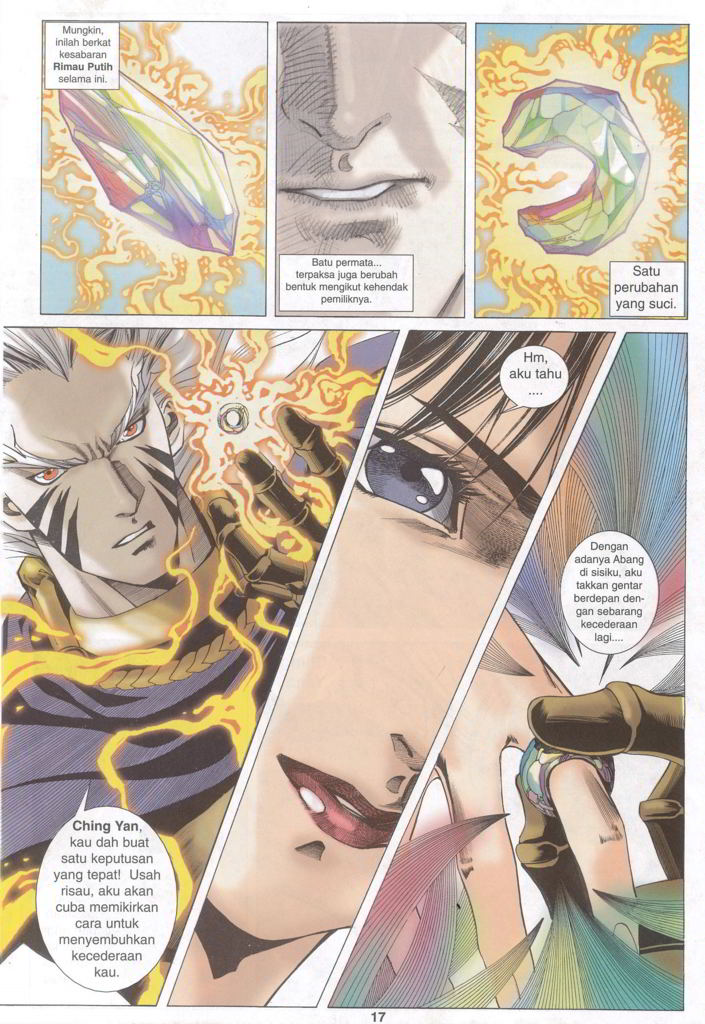 Mungkin,
inilah berkat
kesabaran
Rimau Putih
selama ini.
Batu permata...
terpaksa juga berubah
bentuk mengikut kehendak
pemiliknya.
Satu
perubahan
yang suci.
Ching Yan,
kau dah buat
satu keputusan
yang tepat! Usah
risau, aku akan
cuba memikirkan
cara untuk
menyembuhkan
kecederaan
kau.
Hm,
aku tahu
....
Dengan
adanya Abang
di sisiku, aku
takkan gentar
berdepan den-
gan sebarang
kecederaan
lagi....
17